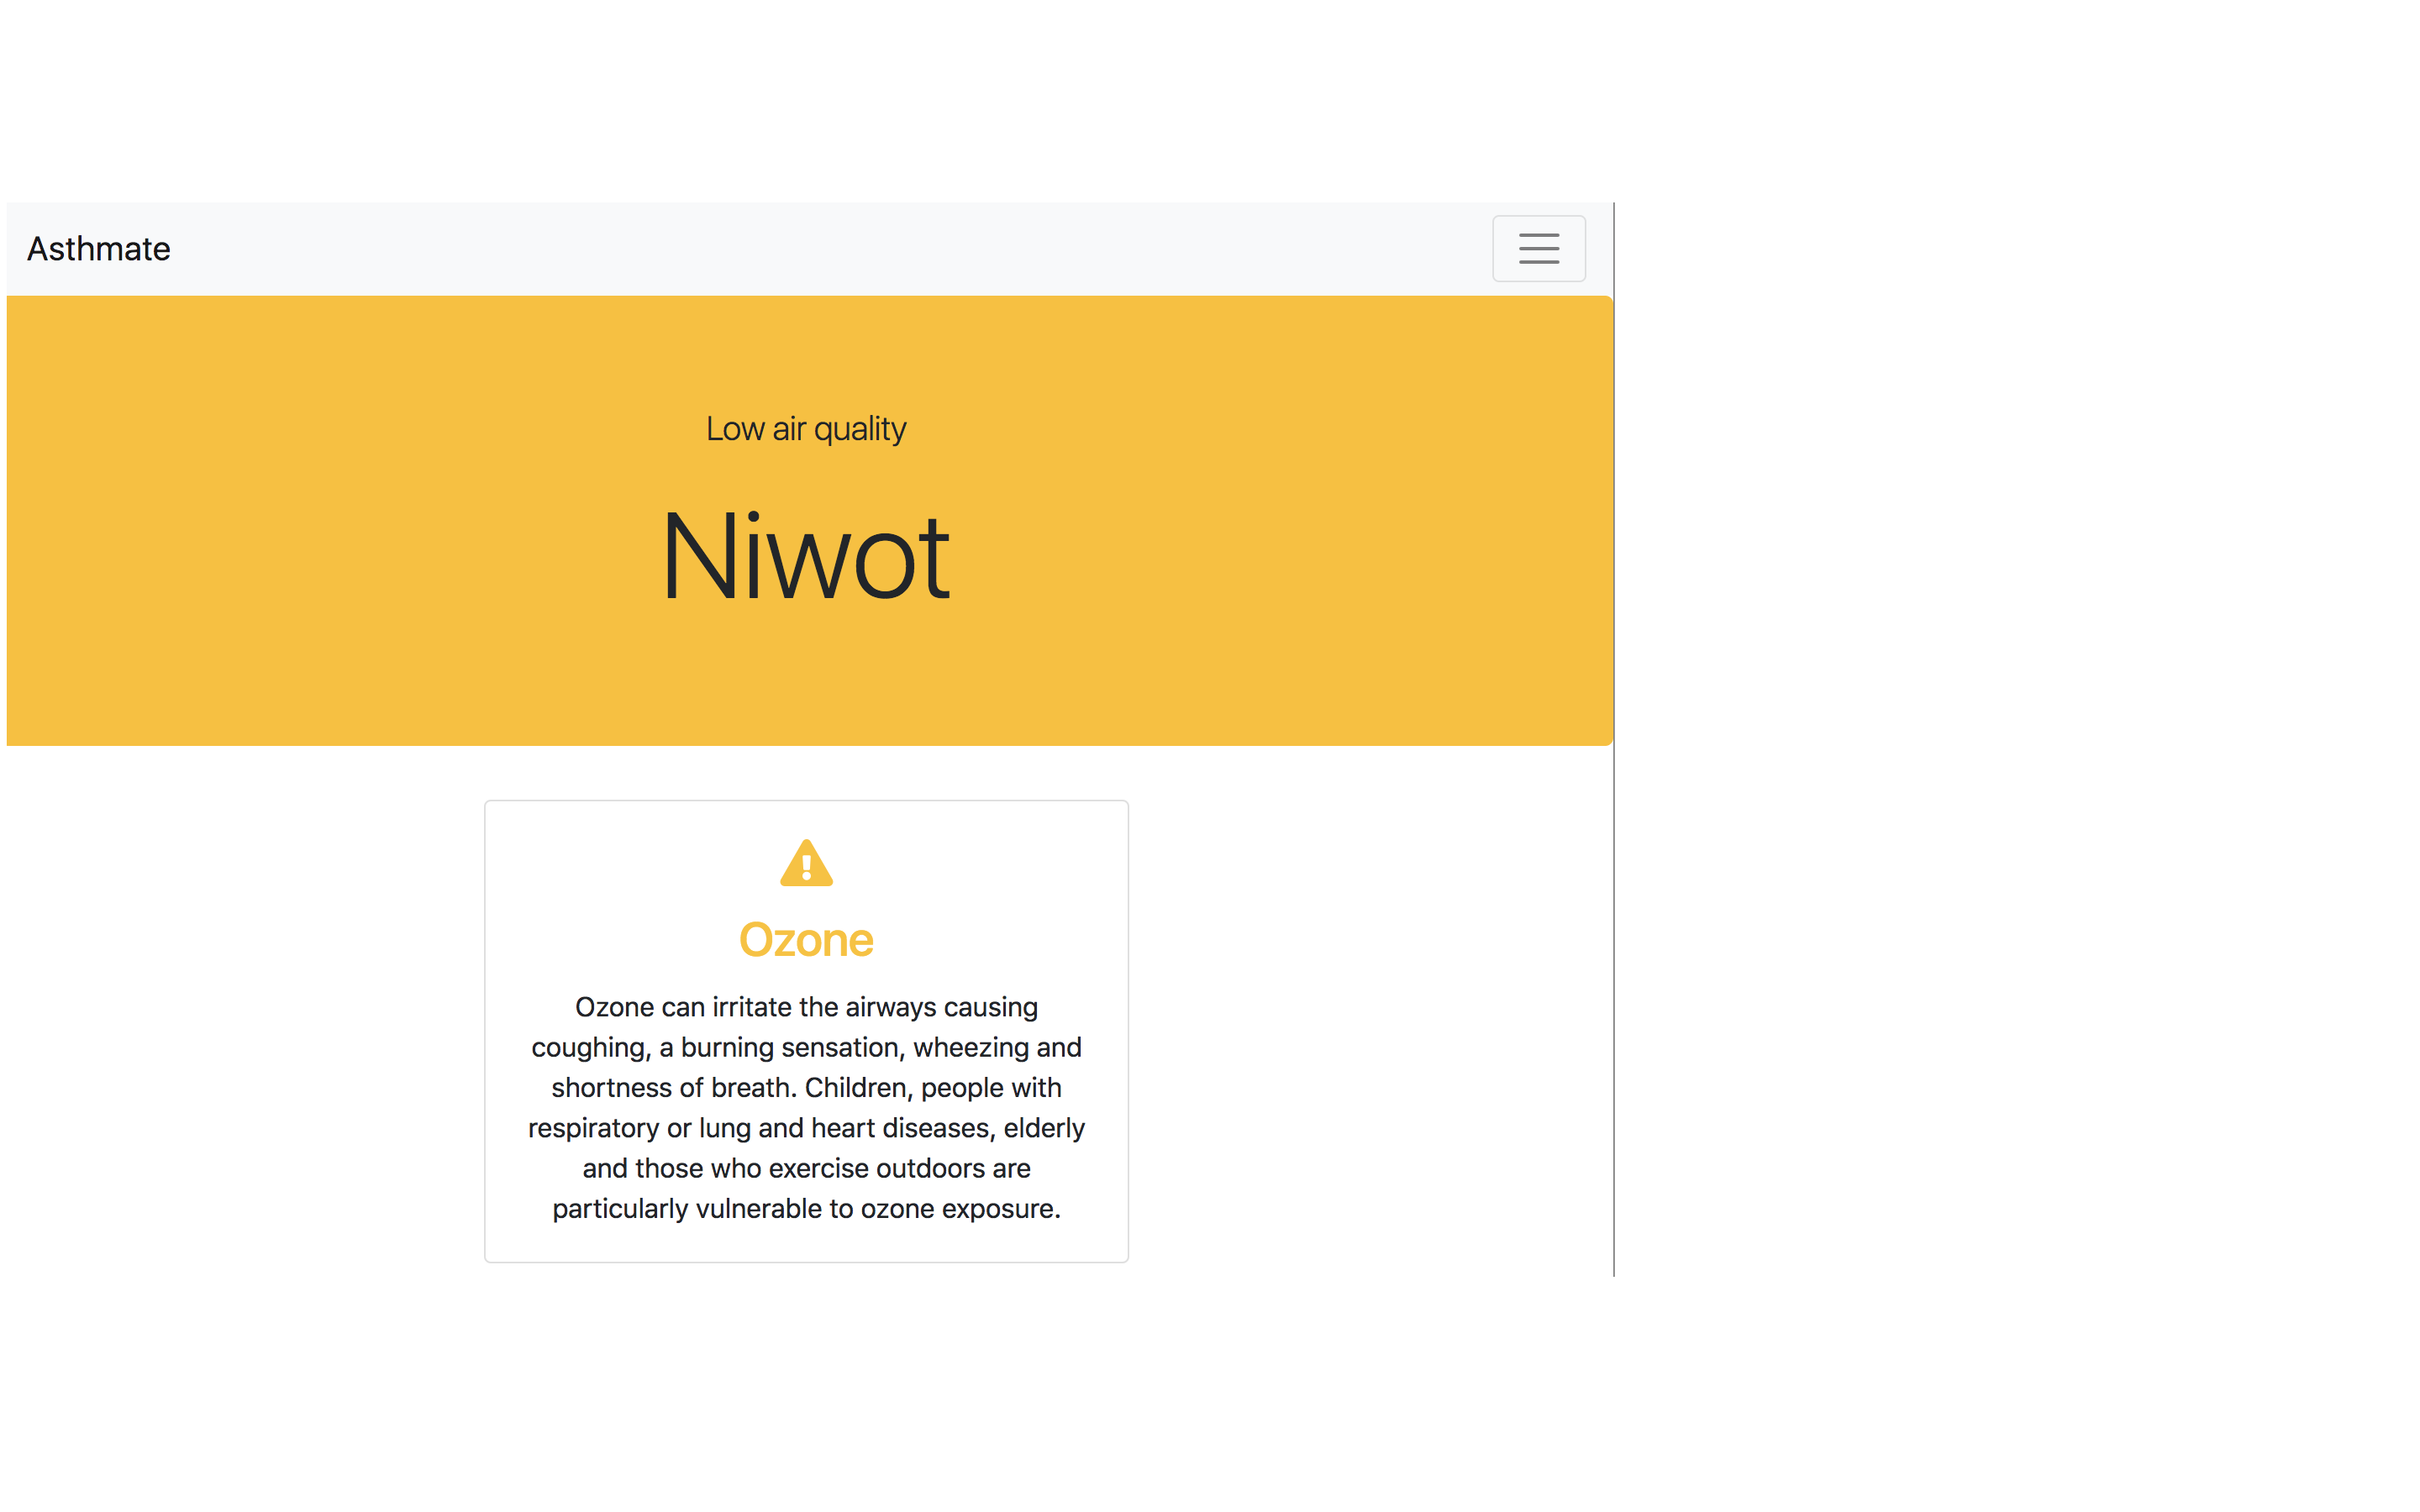 Asthmate
Low air quality
Niwot
Ozone
Ozone can irritate the airways causing
coughing, a burning sensation, wheezing and
shortness of breath. Children, people with
respiratory or lung and heart diseases, elderly
and those who exercise outdoors are
particularly vulnerable to ozone exposure.